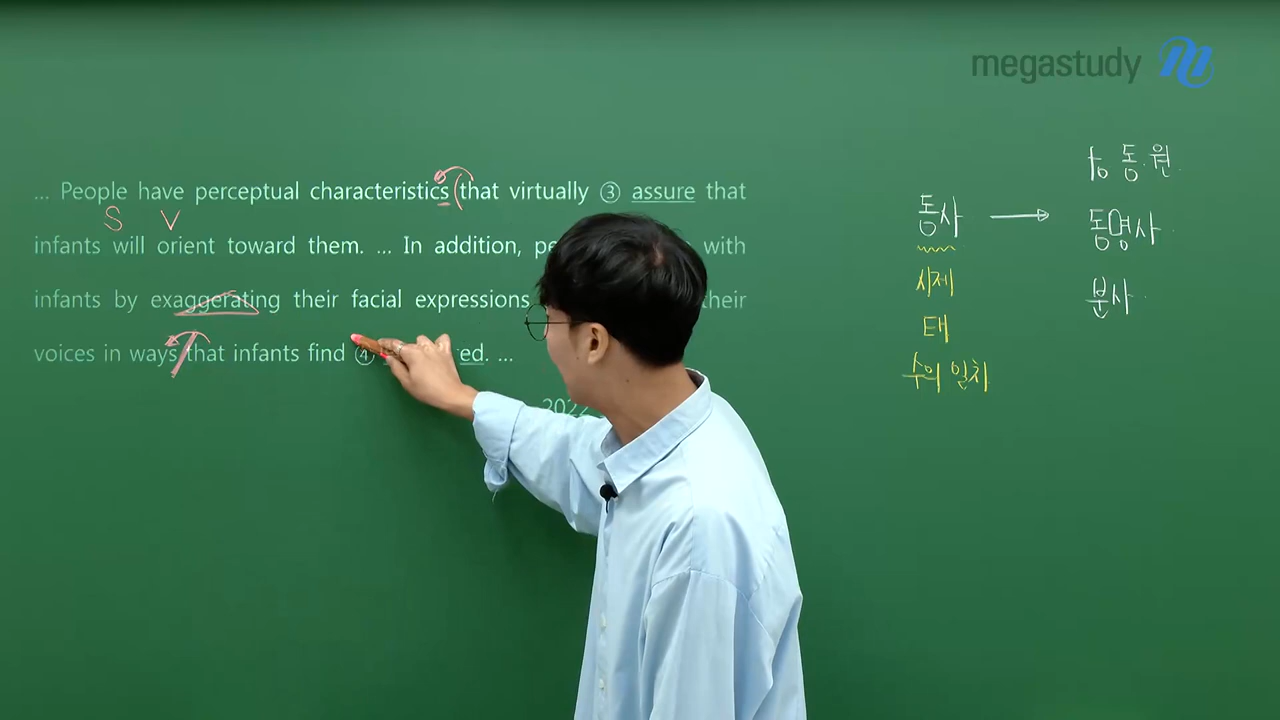 megastudy
... People have perceptual characteristics that virtually ③ assure that
S V
infants will orient toward them. ... In addition, with
infants by exaggerating their facial expressions their
voices in ways that infants find ④ ed. ...
2022
동사
시제
태
수의 일치
동원
동명사
분사